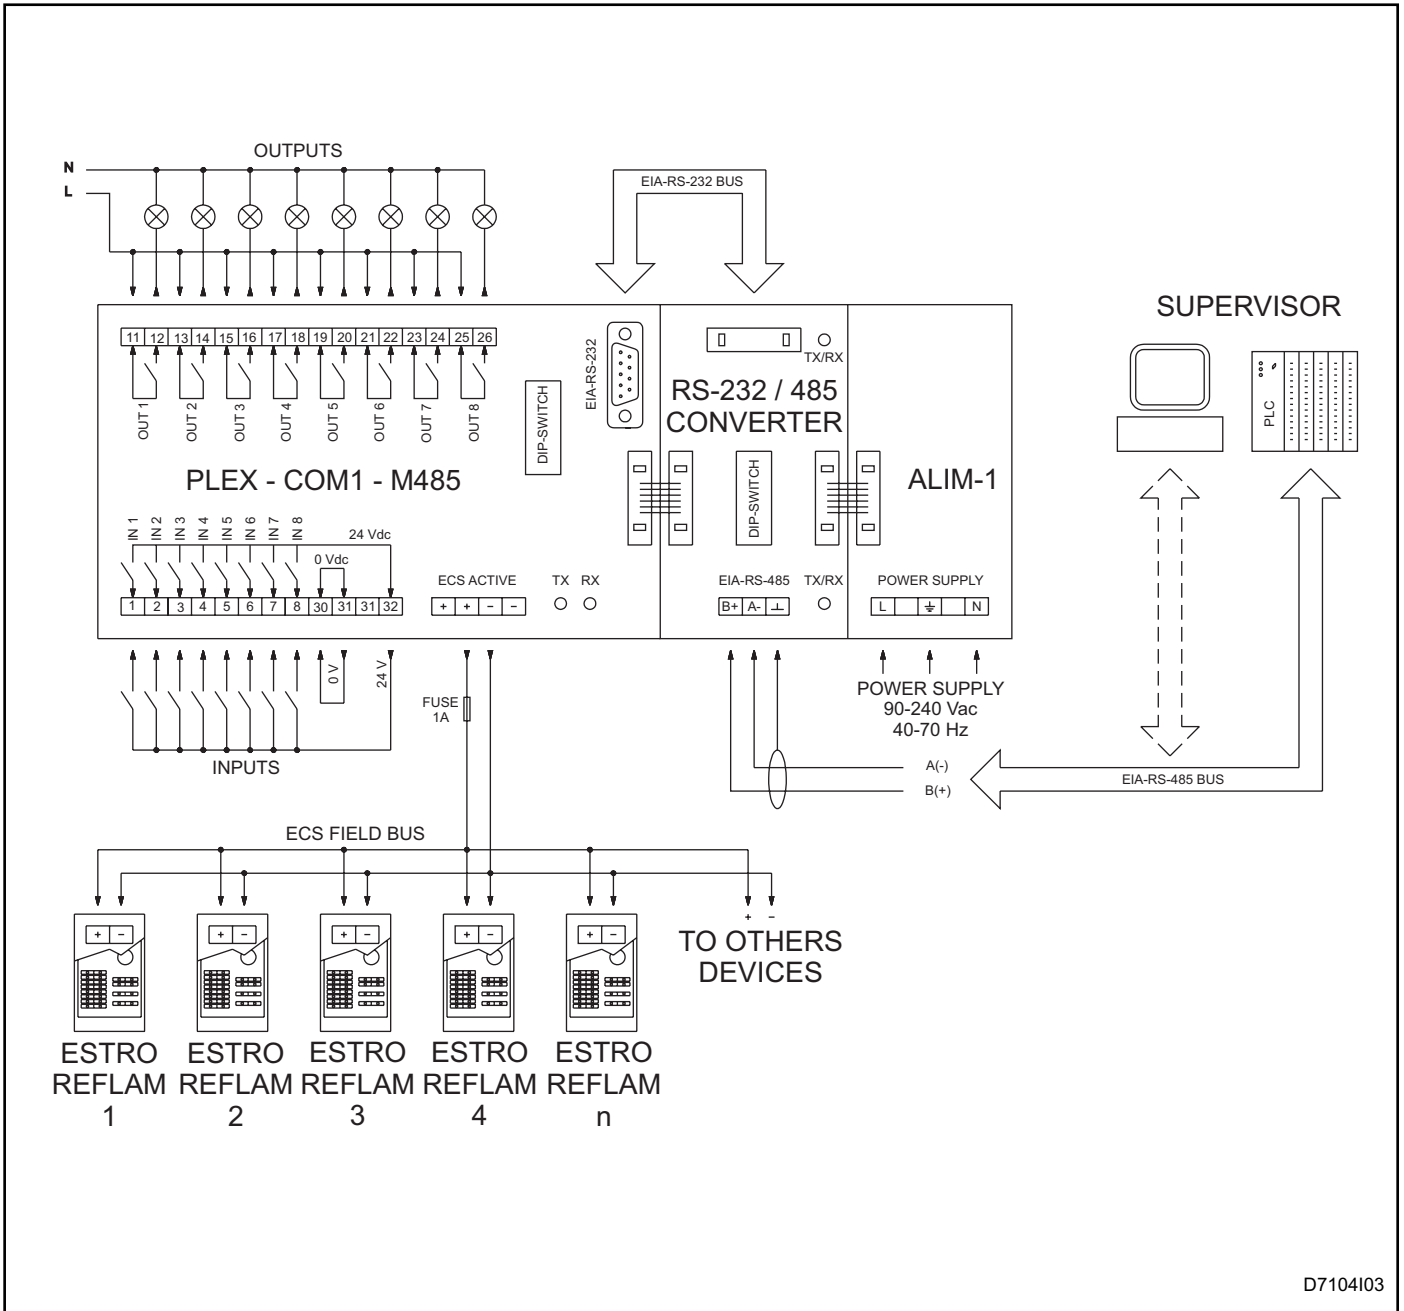 OUTPUTS
N
L
EIA-RS-232 BUS
SUPERVISOR
PLC
11 12 13 14 15 16 17 18 19 20 21 22 23 24 25 26
OUT 1 OUT 2 OUT 3 OUT 4 OUT 5 OUT 6 OUT 7 OUT 8
DIP-SWITCH
EIA-RS-232
TX/RX
RS-232 / 485
CONVERTER
PLEX - COM1 - M485
ALIM-1
DIP-SWITCH
IN 1 IN 2 IN 3 IN 4 IN 5 IN 6 IN 7 IN 8
24 Vdc
0 Vdc
1 2 3 4 5 6 7 8 30 31 31 32
ECS ACTIVE
+ + - -
TX RX
EIA-RS-485
B+ A-
TX/RX
POWER SUPPLY
L N
0 V
24 V
INPUTS
FUSE
1A
POWER SUPPLY
90-240 Vac
40-70 Hz
A(-)
B(+)
EIA-RS-485 BUS
ECS FIELD BUS
+ -
+ -
+ -
+ -
+ -
+ -
TO OTHERS
DEVICES
ESTRO
REFLAM
1
ESTRO
REFLAM
2
ESTRO
REFLAM
3
ESTRO
REFLAM
4
ESTRO
REFLAM
n
D7104I03